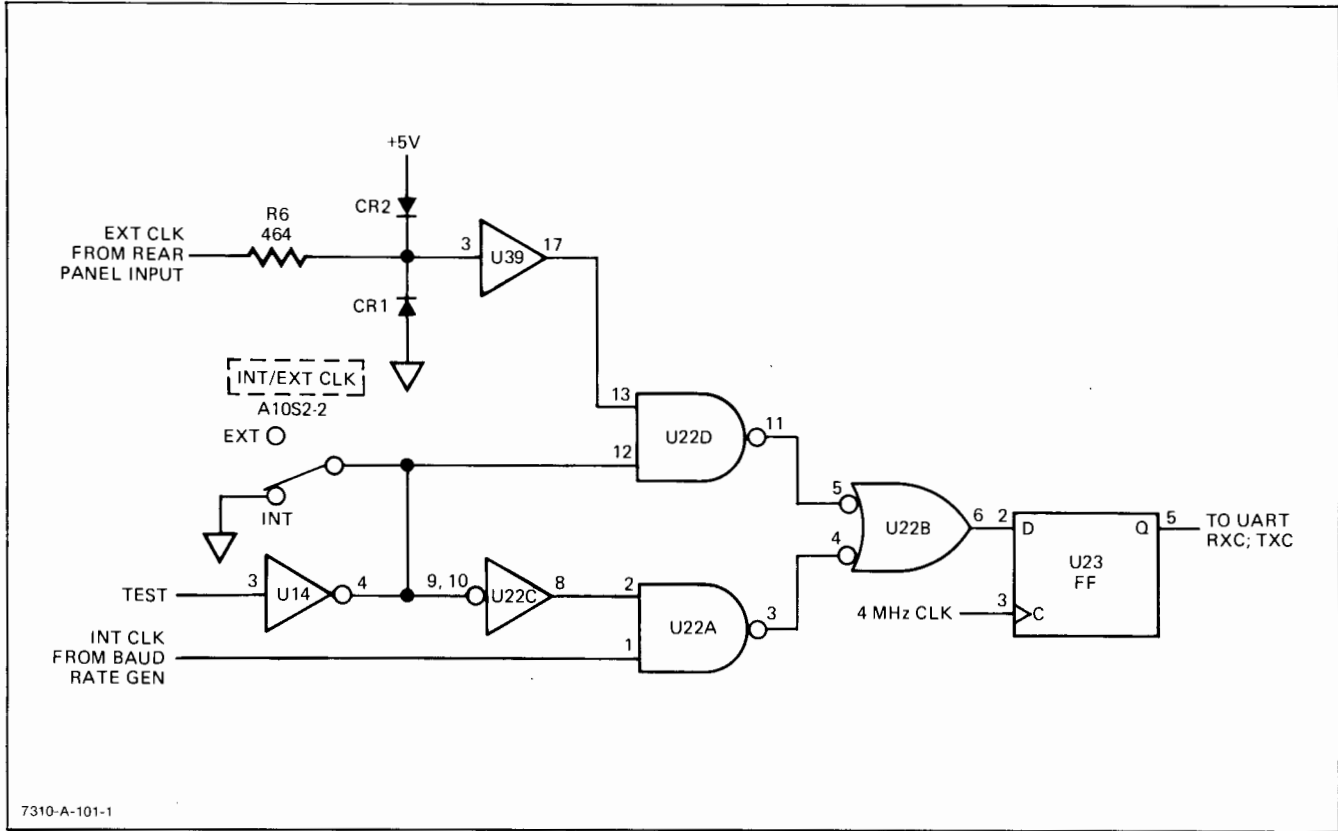 +5V
CR2
R6
464
EXT CLK
FROM REAR
PANEL INPUT
3
U39
17
CR1
INT/EXT CLK
A10S2-2
EXT
INT
13
12
U22D
11
5
4
U22B
6
2
D
Q
5
U23
FF
3
C
4 MHz CLK
TO UART
RXC; TXC
TEST
3
U14
4
9, 10
U22C
8
2
1
U22A
3
INT CLK
FROM BAUD
RATE GEN
7310-A-101-1